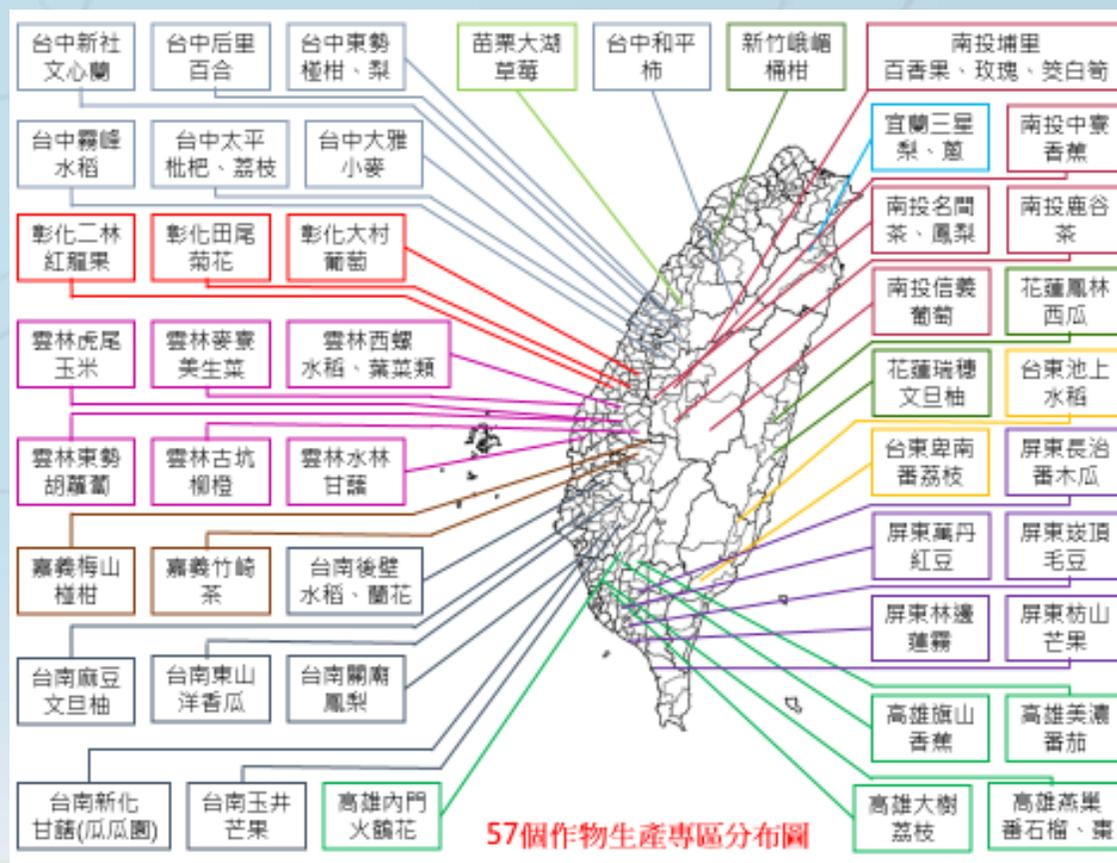 台中新社
文心蘭
台中后里
百合
台中東勢
椪柑、梨
苗栗大湖
草莓
台中和平
柿
新竹峨嵋
桶柑
南投埔里
百香果、玫瑰、筊白筍
台中霧峰
水稻
台中太平
枇杷、荔枝
台中大雅
小麥
宜蘭三星
梨、蔥
南投中寮
香蕉
彰化二林
紅龍果
彰化田尾
菊花
彰化大村
葡萄
南投名間
茶、鳳梨
南投鹿谷
茶
南投信義
葡萄
花蓮鳳林
西瓜
雲林虎尾
玉米
雲林麥寮
美生菜
雲林西螺
水稻、葉菜類
花蓮瑞穗
文旦柚
台東池上
水稻
雲林東勢
胡蘿蔔
雲林古坑
柳橙
雲林水林
甘藷
台東卑南
番荔枝
屏東長治
番木瓜
嘉義梅山
椪柑
嘉義竹崎
茶
台南後壁
水稻、蘭花
屏東萬丹
紅豆
屏東崁頂
毛豆
屏東林邊
蓮霧
屏東枋山
芒果
台南麻豆
文旦柚
台南東山
洋香瓜
台南關廟
鳳梨
高雄旗山
香蕉
高雄美濃
番茄
台南新化
甘藷(瓜瓜園)
台南玉井
芒果
高雄內門
火鶴花
高雄大樹
荔枝
高雄燕巢
番石榴、棗
57個作物生產專區分布圖